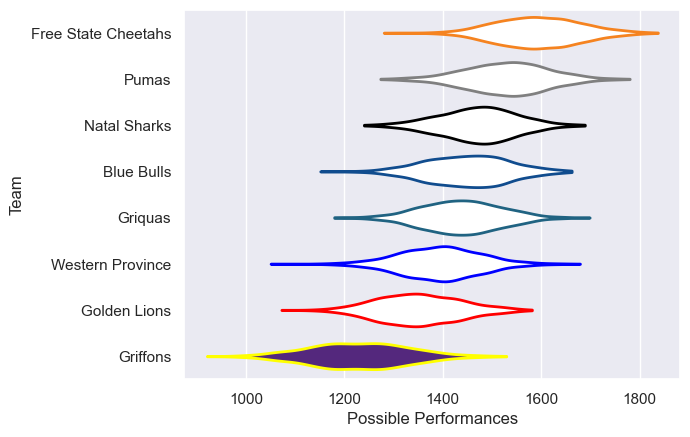 Free State Cheetahs
Pumas
Natal Sharks
Blue Bulls
Griquas
Western Province
Golden Lions
Griffons
Team
1000 1200 1400 1600 1800
Possible Performances